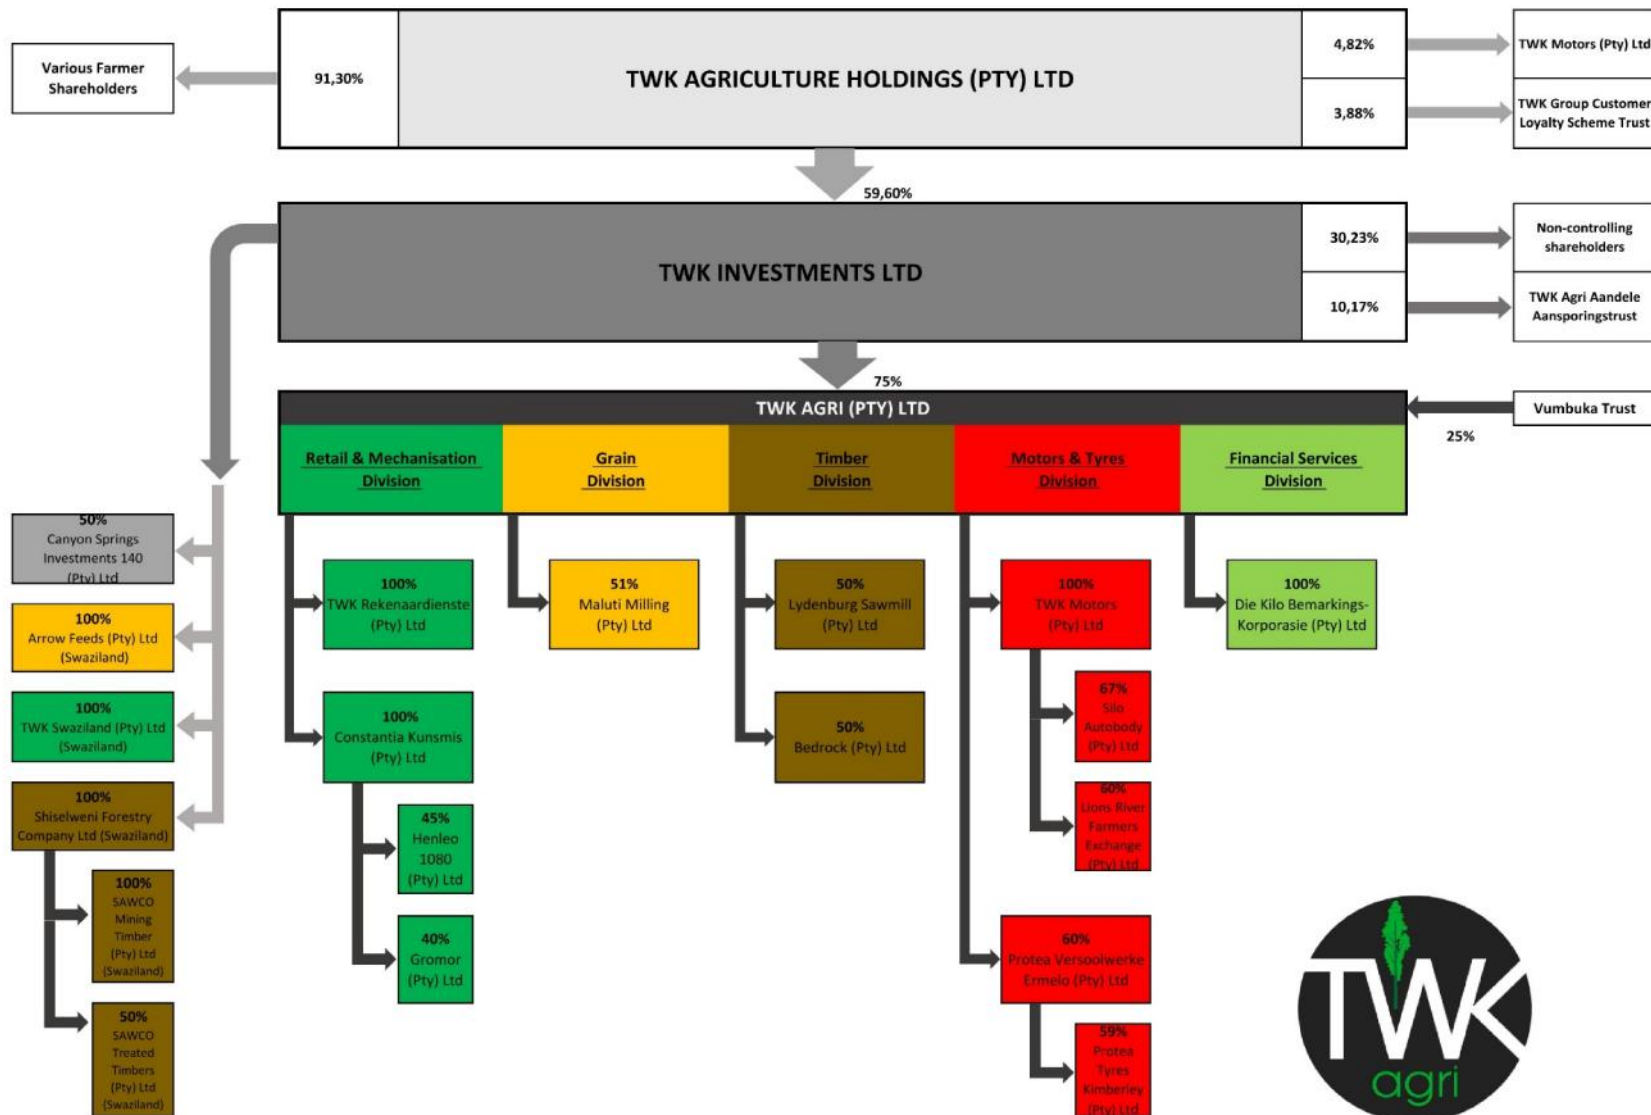 Various Farmer
Shareholders
91,30%
TWK AGRICULTURE HOLDINGS (PTY) LTD
4,82%
3,88%
TWK Motors (Pty) Ltd
TWK Group Customer
Loyalty Scheme Trust
59,60%
TWK INVESTMENTS LTD
30,23%
10,17%
Non-controlling
shareholders
TWK Agri Aandele
Aansporingstrust
75%
TWK AGRI (PTY) LTD
Vumbuka Trust
25%
Retail & Mechanisation
Division
Grain
Division
Timber
Division
Motors & Tyres
Division
Financial Services
Division
50%
Canyon Springs
Investments 140
(Pty) Ltd
100%
Arrow Feeds (Pty) Ltd
(Swaziland)
100%
TWK Swaziland (Pty) Ltd
(Swaziland)
100%
Shiselweni Forestry
Company Ltd (Swaziland)
100%
SAWCO
Mining
Timber
(Pty) Ltd
(Swaziland)
50%
SAWCO
Treated
Timbers
(Pty) Ltd
(Swaziland)
100%
TWK Rekenaardienste
(Pty) Ltd
100%
Constantia Kunsmis
(Pty) Ltd
45%
Henleo
1080
(Pty) Ltd
40%
Gromor
(Pty) Ltd
51%
Maluti Milling
(Pty) Ltd
50%
Lydenburg Sawmill
(Pty) Ltd
50%
Bedrock (Pty) Ltd
100%
TWK Motors
(Pty) Ltd
67%
Silo
Autobody
(Pty) Ltd
60%
Lions River
Farmers
Exchange
(Pty) Ltd
60%
Protea Versoolwerke
Ermelo (Pty) Ltd
59%
Protea
Tyres
Kimberley
(Pty) Ltd
100%
Die Kilo Bemarkings-
Korporasie (Pty) Ltd
TWK
agri